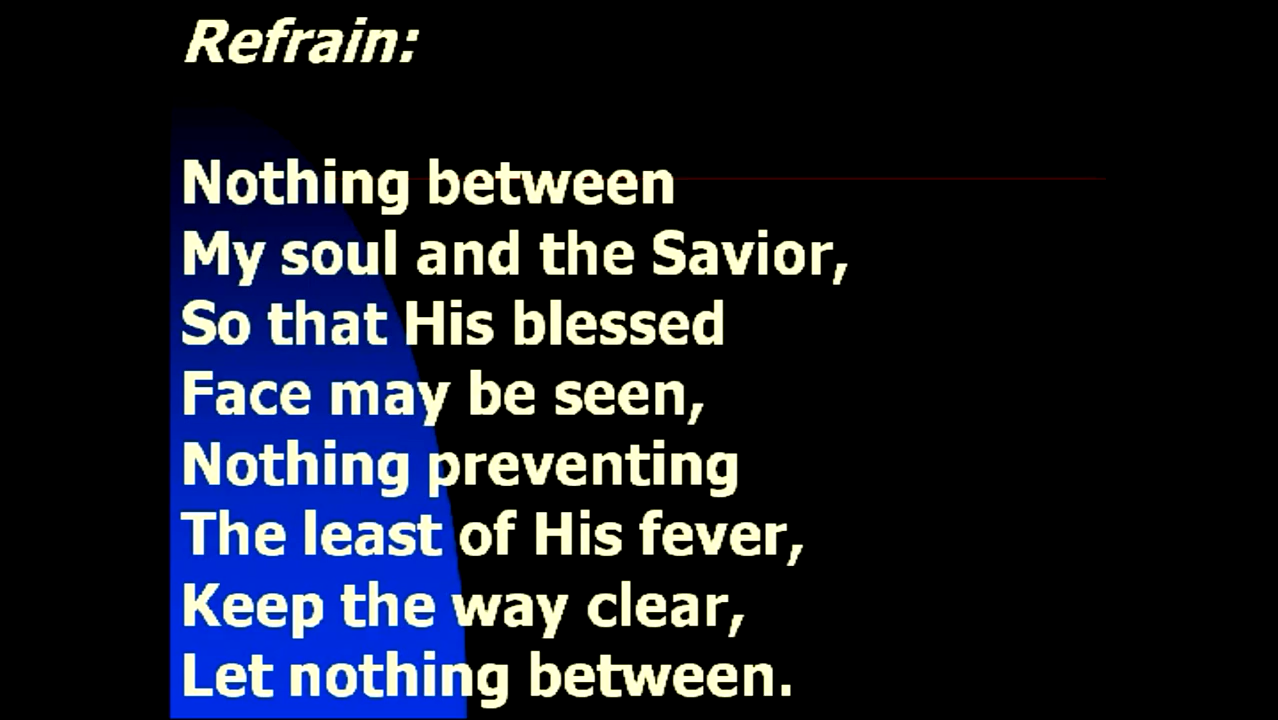 Refrain:
Nothing between
My soul and the Savior,
So that His blessed
Face may be seen,
Nothing preventing
The least of His fever,
Keep the way clear,
Let nothing between.